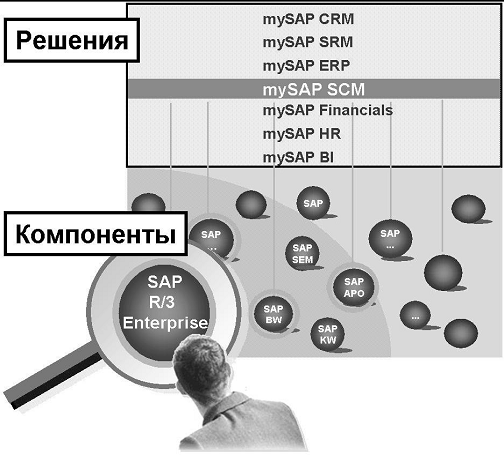 Решения
mySAP CRM
mySAP SRM
mySAP ERP
mySAP SCM
mySAP Financials
mySAP HR
mySAP BI
Компоненты
SAP
SAP
...
SAP
SEM
SAP
...
SAP
R/3
Enterprise
SAP
APO
SAP
BW
...
SAP
KW